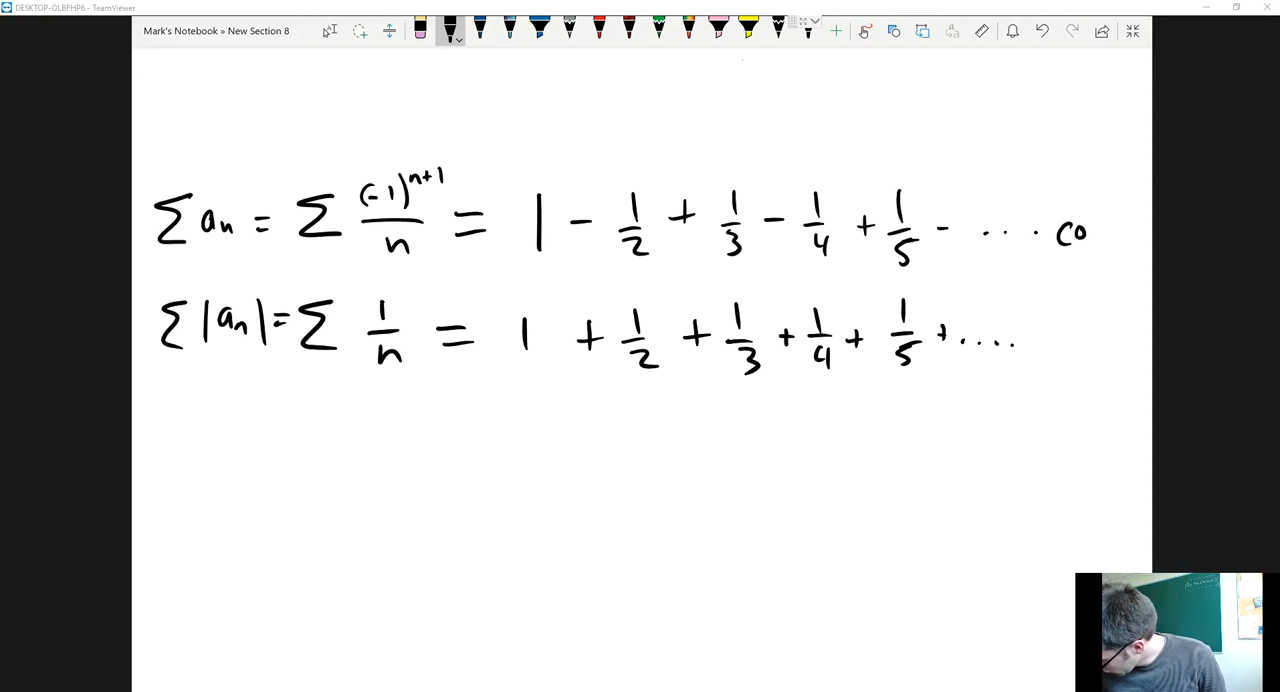 DESKTOP-OLBFHP6 - TeamViewer
Mark's Notebook » New Section 8
∑ aₙ = ∑ (-1)ⁿ⁺¹/n = 1 - 1/2 + 1/3 - 1/4 + 1/5 - .... co
∑ |aₙ| = ∑ 1/n = 1 + 1/2 + 1/3 + 1/4 + 1/5 + ....